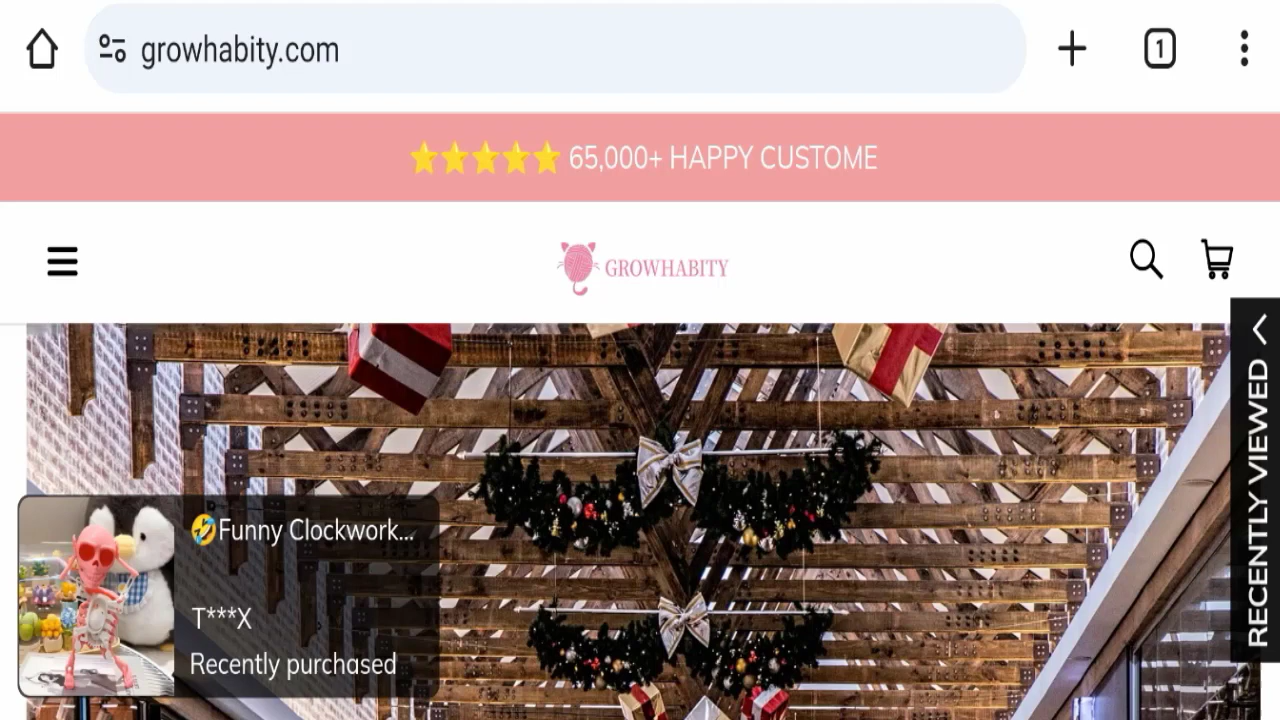 growhabity.com
1
⭐⭐⭐⭐⭐ 65,000+ HAPPY CUSTOME
GROWHABITY
RECENTLY VIEWED
🤣Funny Clockwork...
T***X
Recently purchased